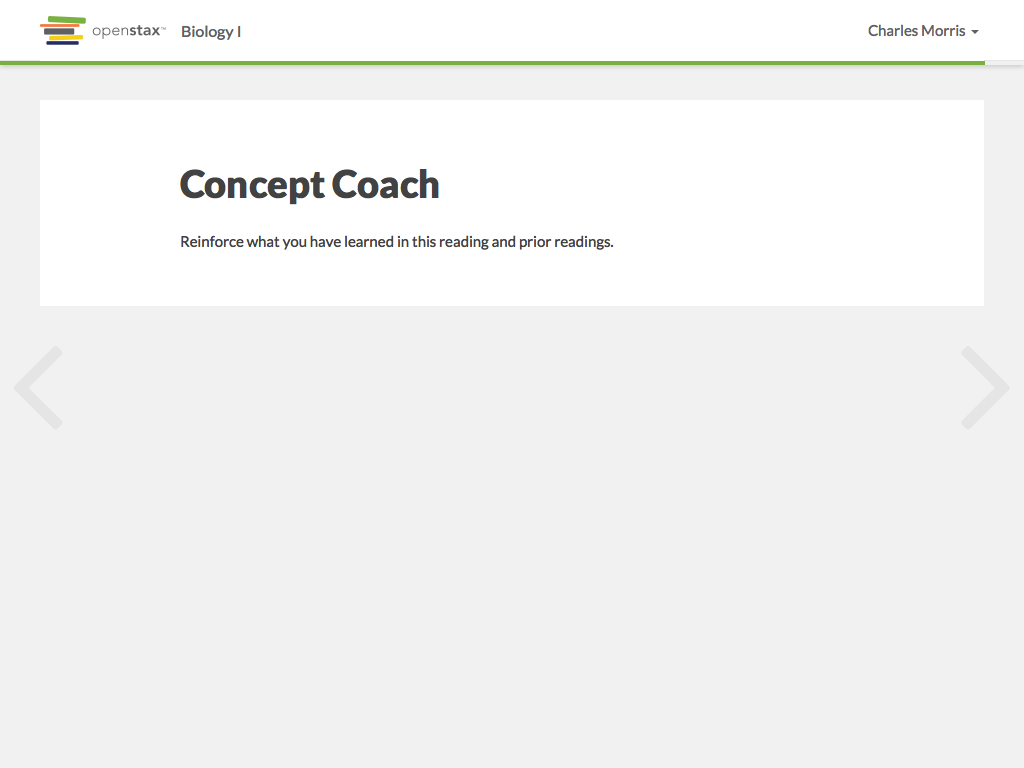 openstax™ Biology I
Charles Morris
Concept Coach
Reinforce what you have learned in this reading and prior readings.